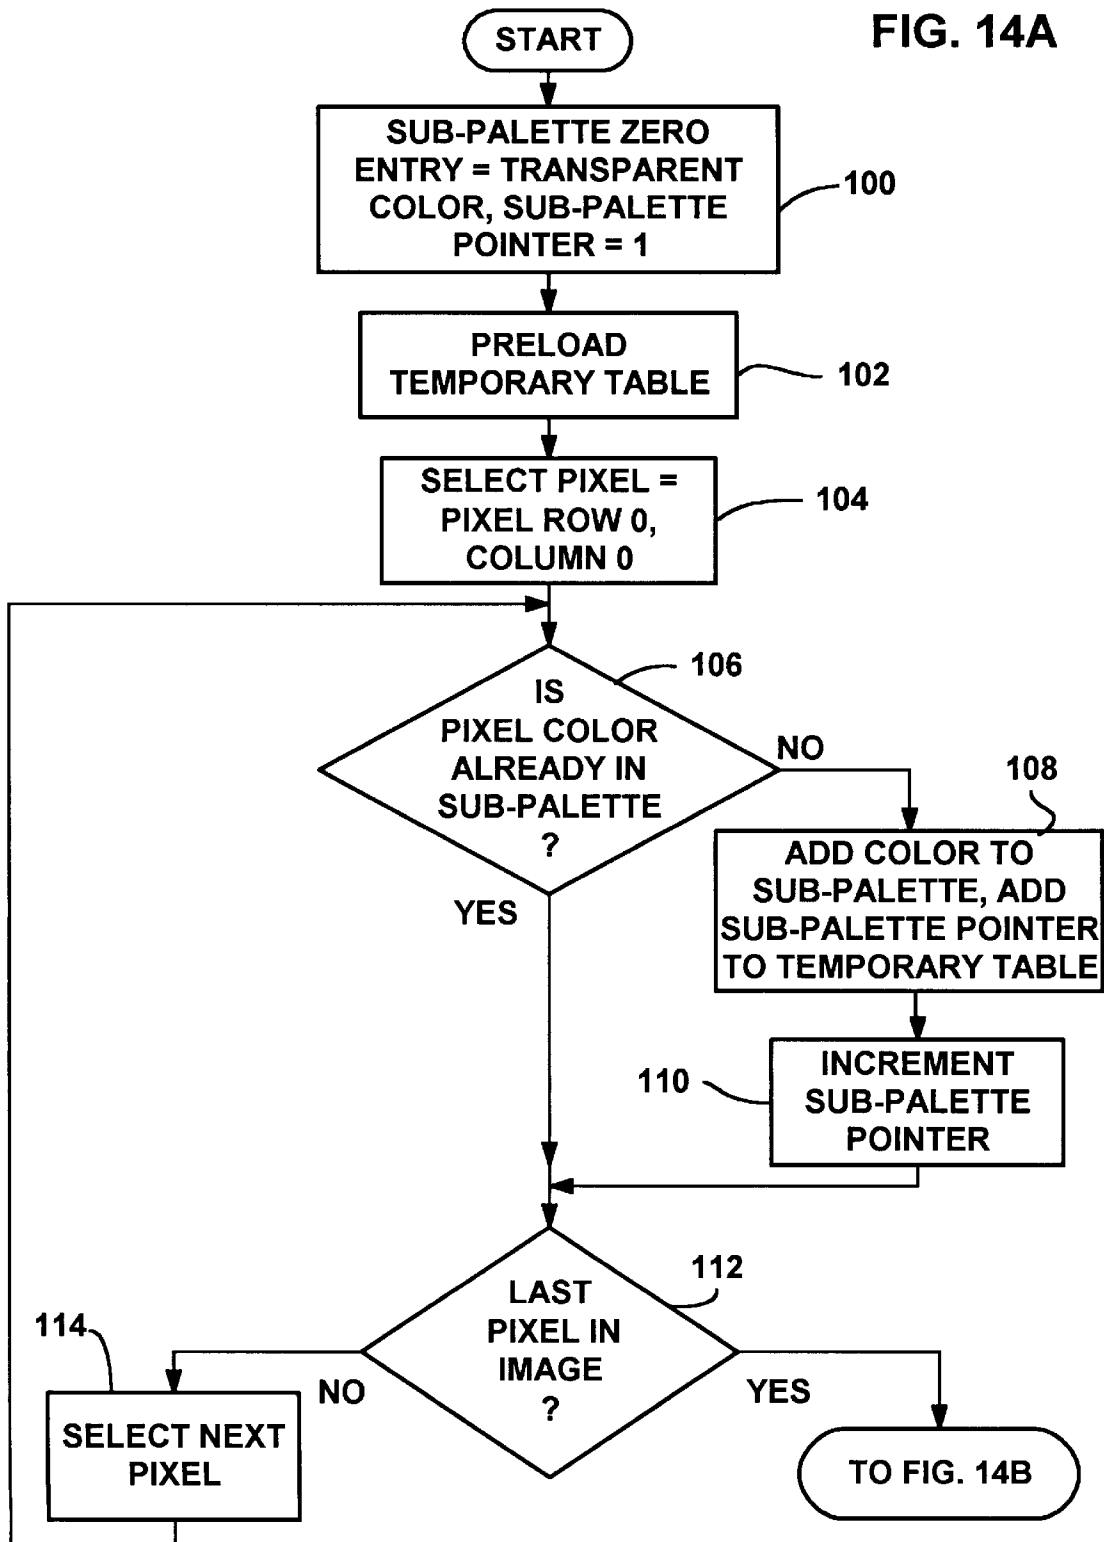 FIG. 14A
START
SUB-PALETTE ZERO
ENTRY = TRANSPARENT
COLOR, SUB-PALETTE
POINTER = 1
100
PRELOAD
TEMPORARY TABLE
102
SELECT PIXEL =
PIXEL ROW 0,
COLUMN 0
104
106
IS
PIXEL COLOR
ALREADY IN
SUB-PALETTE
?
NO
YES
108
ADD COLOR TO
SUB-PALETTE, ADD
SUB-PALETTE POINTER
TO TEMPORARY TABLE
110
INCREMENT
SUB-PALETTE
POINTER
112
LAST
PIXEL IN
IMAGE
?
NO
YES
114
SELECT NEXT
PIXEL
TO FIG. 14B